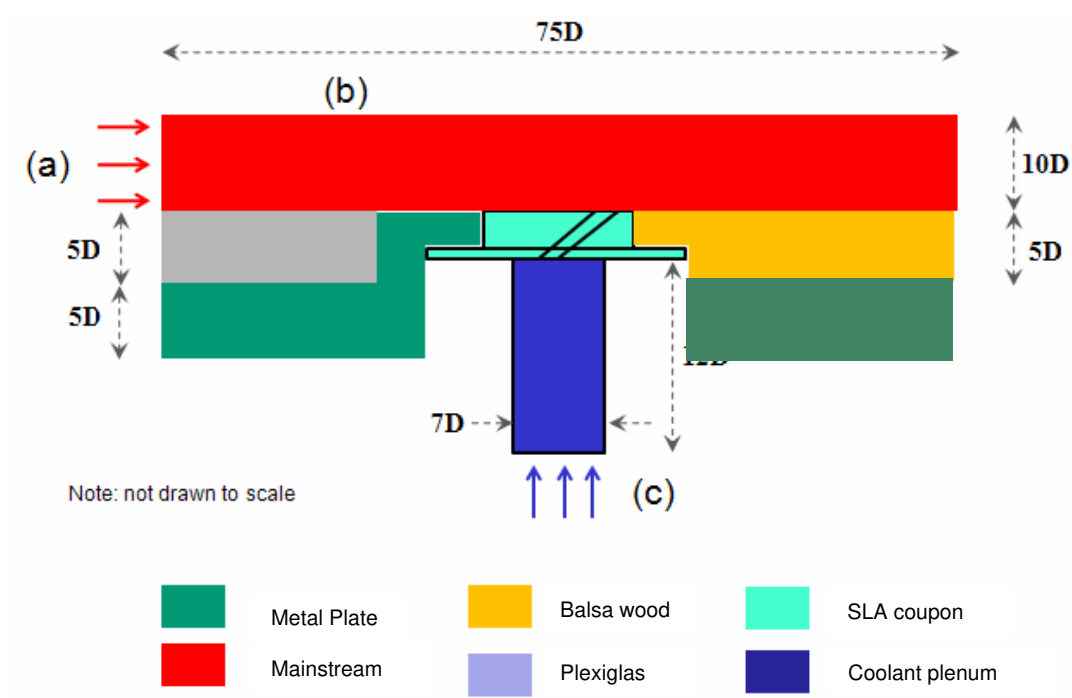 75D
(b)
(a)
10D
5D
5D
5D
7D
(c)
Note: not drawn to scale
Metal Plate
Balsa wood
SLA coupon
Mainstream
Plexiglas
Coolant plenum